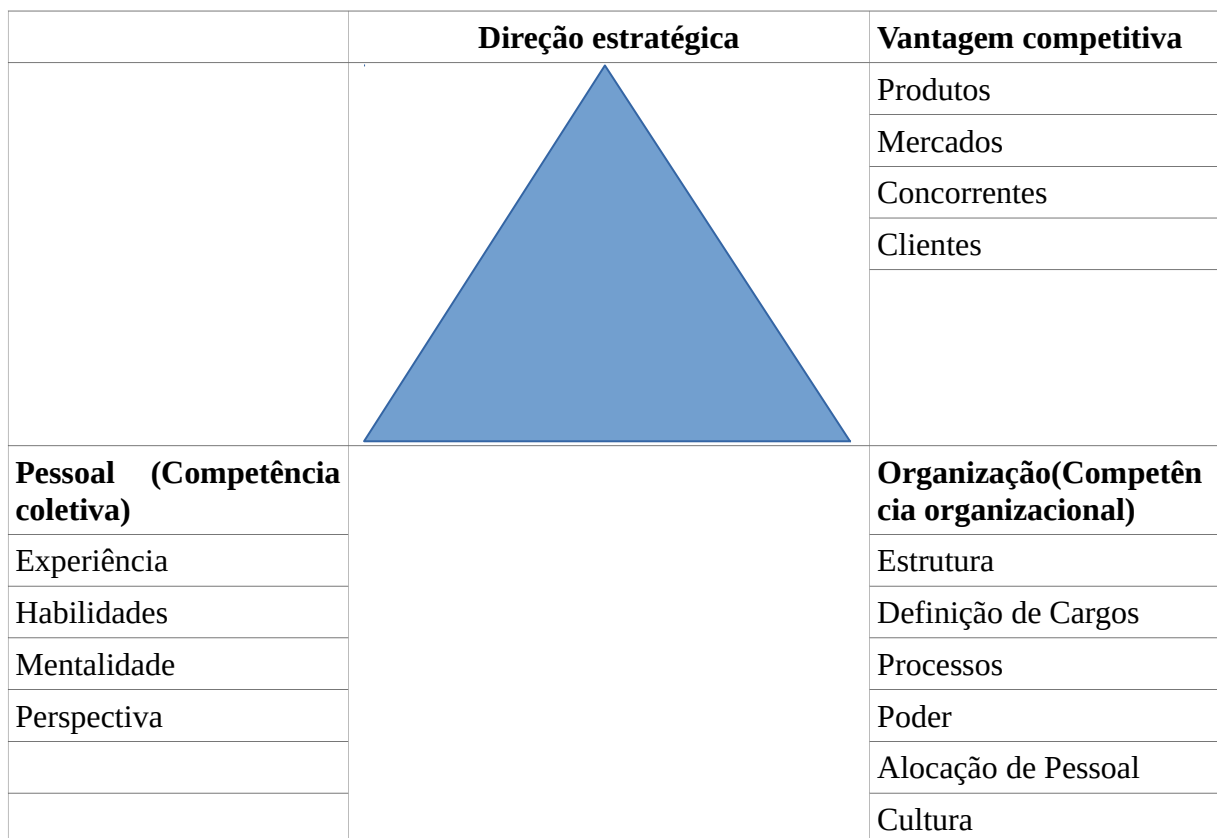 Direção estratégica
Vantagem competitiva
Produtos
Mercados
Concorrentes
Clientes
Pessoal (Competência
coletiva)
Organização(Competên
cia organizacional)
Experiência
Estrutura
Habilidades
Definição de Cargos
Mentalidade
Processos
Perspectiva
Poder
Alocação de Pessoal
Cultura